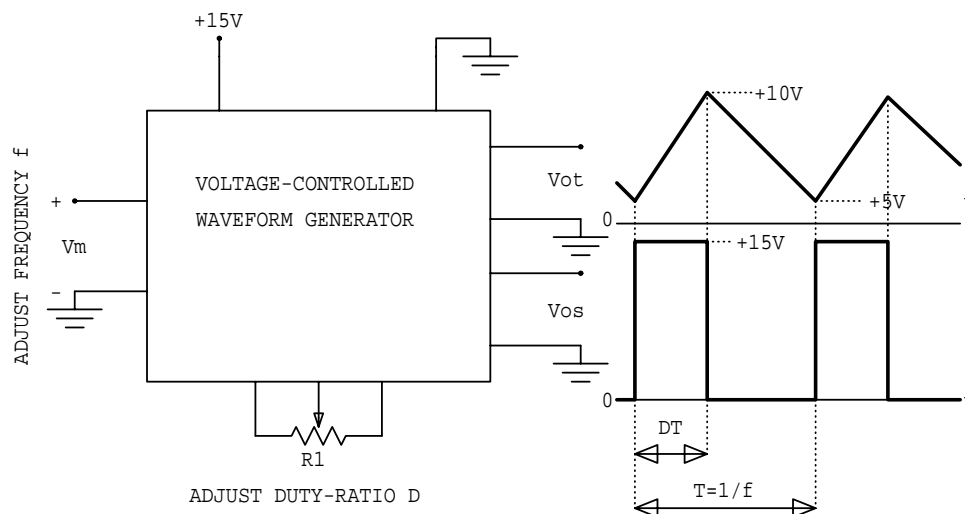 +15V
+10V
VOLTAGE-CONTROLLED
WAVEFORM GENERATOR
Vot
+5V
0
+15V
ADJUST FREQUENCY f
+
Vm
-
Vos
0
R1
ADJUST DUTY-RATIO D
DT
T=1/f